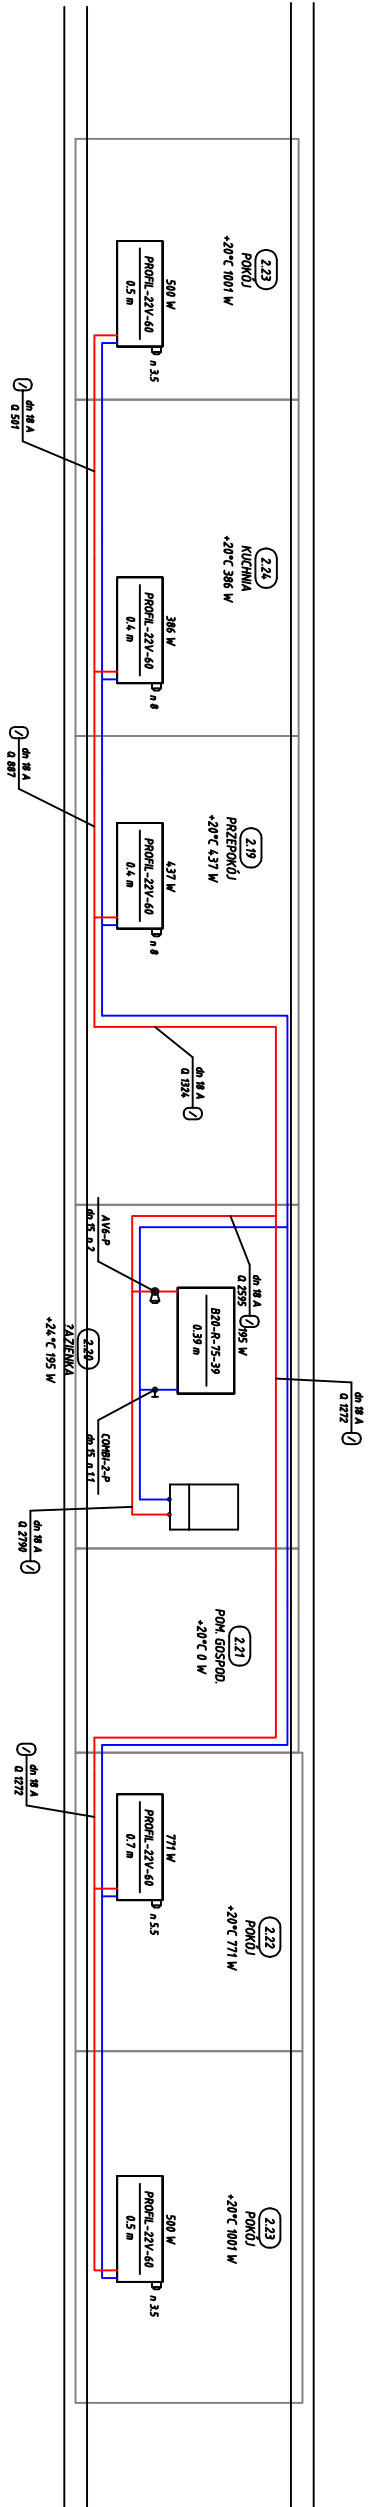 2.23
POKÓJ
+20°C 1001 W
500 W
PROFIL-22V-60
0.5 m
n 3.5
dn 18 A
Q 501
2.24
KUCHNIA
+20°C 386 W
386 W
PROFIL-22V-60
0.4 m
n 8
dn 18 A
Q 887
2.19
PRZEPOKÓJ
+20°C 437 W
437 W
PROFIL-22V-60
0.4 m
n 8
dn 18 A
Q 1324
AV6-P
dn 15 n 2
dn 18 A
Q 2595
195 W
B20-R-75-39
0.39 m
2.20
?AZIENKA
+24°C 195 W
COMBI-2-P
dn 15 n 1.1
dn 18 A
Q 1272
dn 18 A
Q 2790
2.21
POM. GOSPOD.
+20°C 0 W
dn 18 A
Q 1272
771 W
PROFIL-22V-60
0.7 m
n 5.5
2.22
POKÓJ
+20°C 771 W
2.23
POKÓJ
+20°C 1001 W
500 W
PROFIL-22V-60
0.5 m
n 3.5